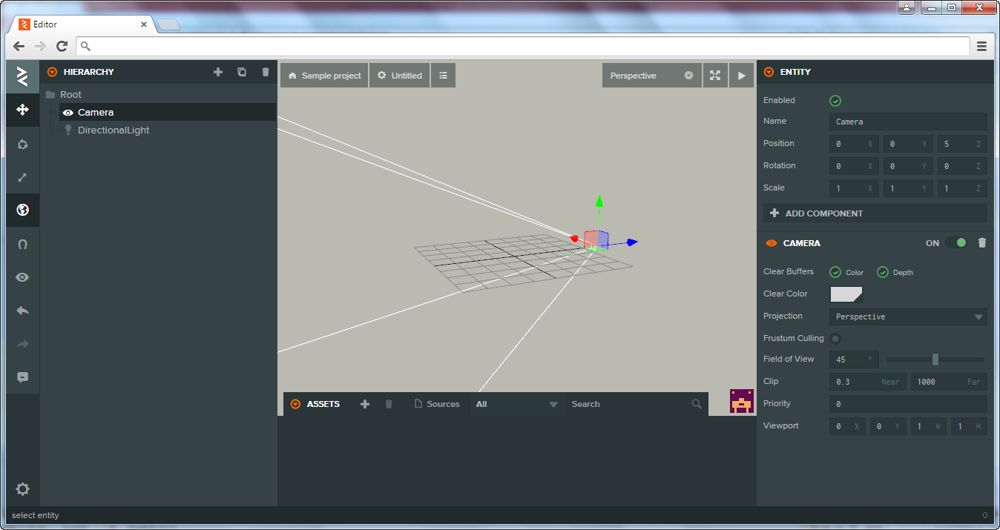 Editor
HIERARCHY
Root
Camera
DirectionalLight
Sample project
Untitled
Perspective
ASSETS
Sources
All
Search
ENTITY
Enabled
Name Camera
Position 0 X 0 Y 5 Z
Rotation 0 X 0 Y 0 Z
Scale 1 X 1 Y 1 Z
ADD COMPONENT
CAMERA ON
Clear Buffers Color Depth
Clear Color
Projection Perspective
Frustum Culling
Field of View 45 °
Clip 0.3 Near 1000 Far
Priority 0
Viewport 0 X 0 Y 1 W 1 H
select entity 0